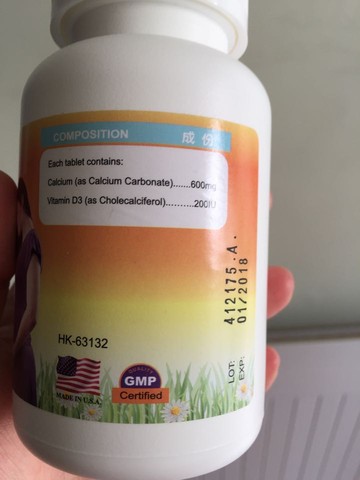 COMPOSITION 成份
Each tablet contains:
Calcium (as Calcium Carbonate).......600mg
Vitamin D3 (as Cholecalciferol)..........200IU
HK-63132
MADE IN U.S.A.
QUALITY
GMP
Certified
LOT: 412175.A.
EXP: 01/2018